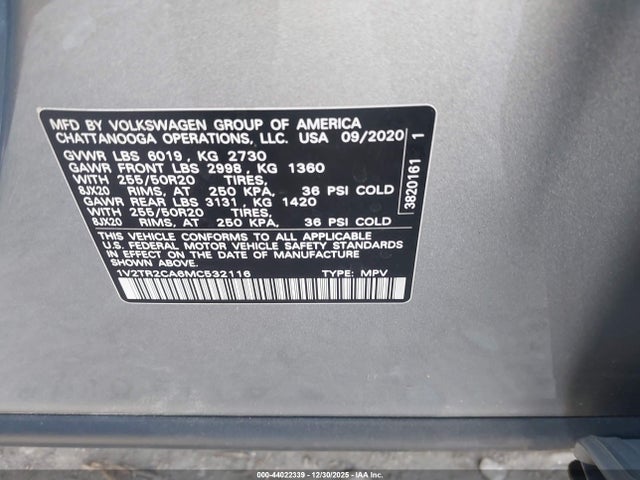 MFD BY VOLKSWAGEN GROUP OF AMERICA
CHATTANOOGA OPERATIONS, LLC. USA 09/2020
GVWR LBS 6019, KG 2730
GAWR FRONT LBS 2998, KG 1360
WITH 255/50R20 TIRES,
8JX20 RIMS, AT 250 KPA, 36 PSI COLD
GAWR REAR LBS 3131, KG 1420
WITH 255/50R20 TIRES,
8JX20 RIMS, AT 250 KPA, 36 PSI COLD
THIS VEHICLE CONFORMS TO ALL APPLICABLE
U.S. FEDERAL MOTOR VEHICLE SAFETY STANDARDS
IN EFFECT ON THE DATE OF MANUFACTURE
SHOWN ABOVE.
1V2TR2CA6MC532116 TYPE: MPV
3820161 1
000-44022339 - 12/30/2025 - IAA Inc.